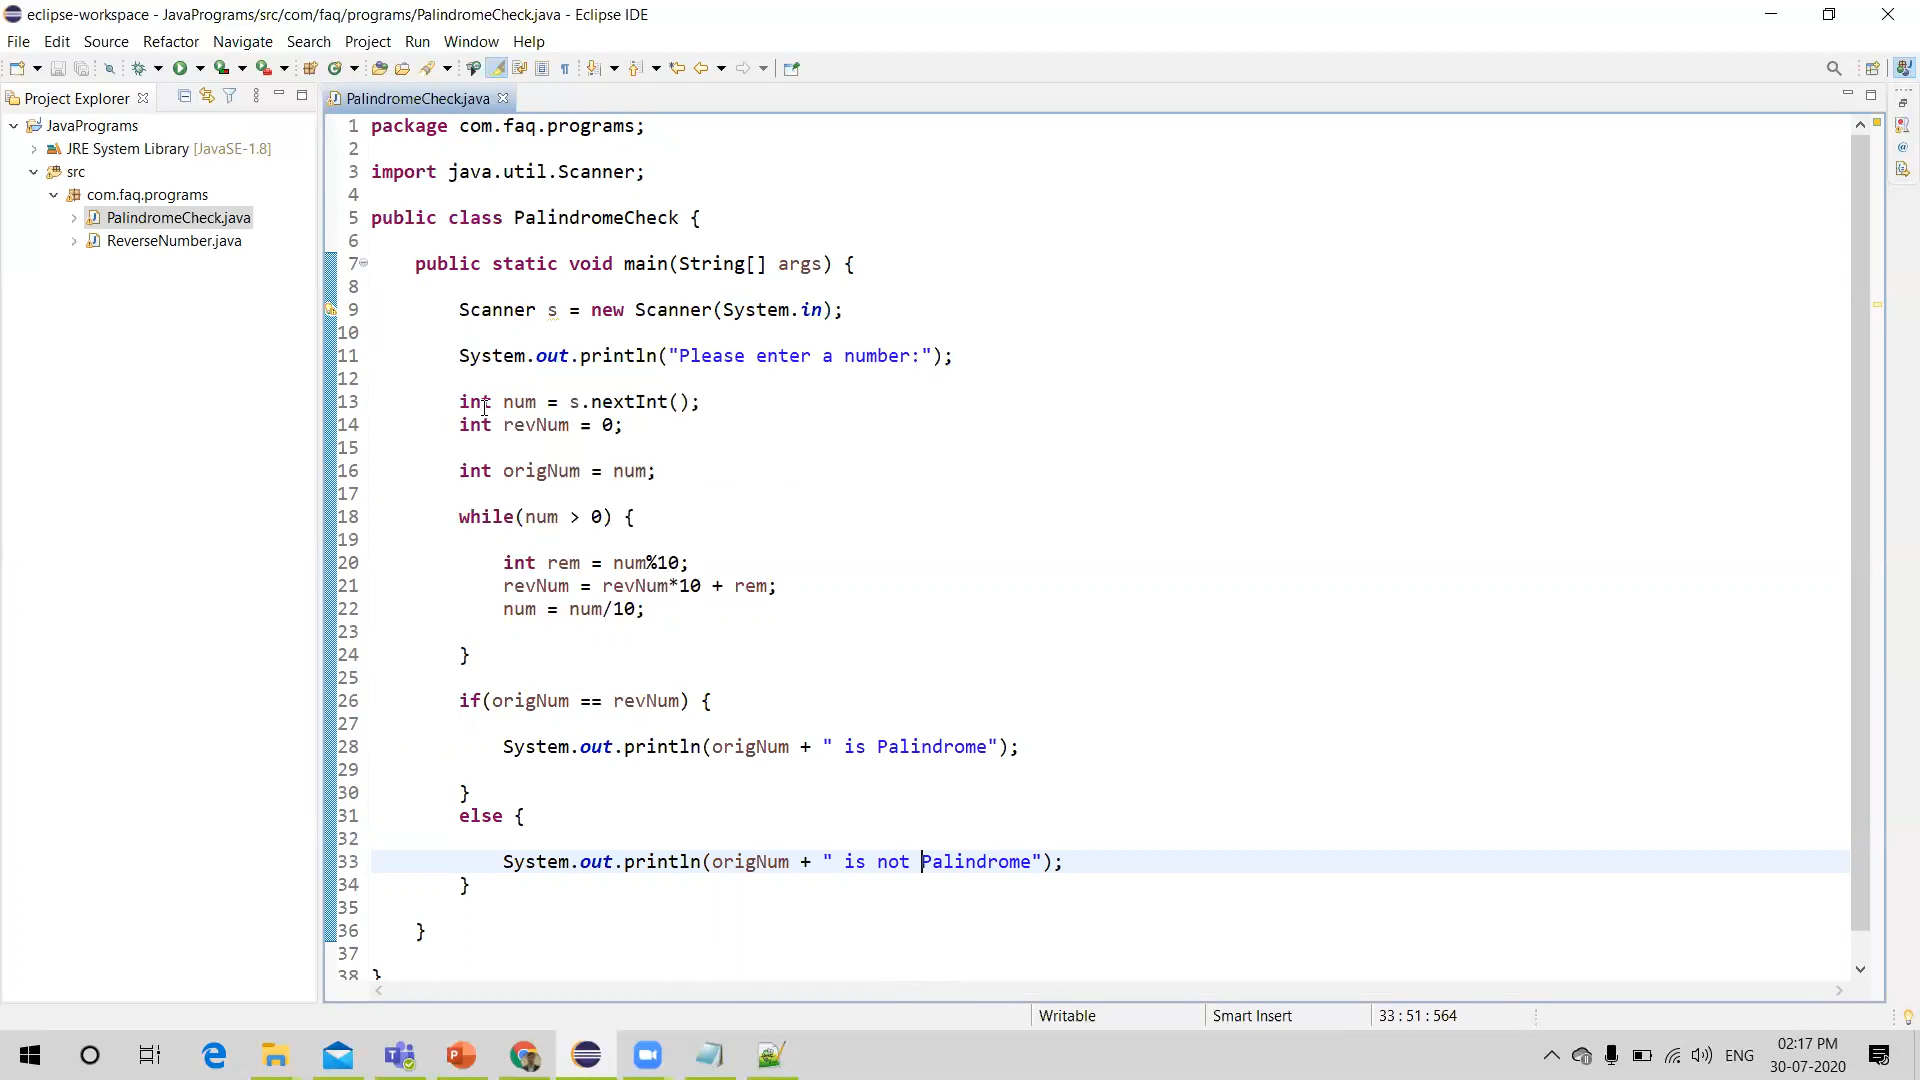 eclipse-workspace - JavaPrograms/src/com/faq/programs/PalindromeCheck.java - Eclipse IDE
File Edit Source Refactor Navigate Search Project Run Window Help
Project Explorer
JavaPrograms
JRE System Library [JavaSE-1.8]
src
com.faq.programs
PalindromeCheck.java
ReverseNumber.java
PalindromeCheck.java
1 package com.faq.programs;
2
3 import java.util.Scanner;
4
5 public class PalindromeCheck {
6
7 public static void main(String[] args) {
8
9 Scanner s = new Scanner(System.in);
10
11 System.out.println("Please enter a number:");
12
13 int num = s.nextInt();
14 int revNum = 0;
15
16 int origNum = num;
17
18 while(num > 0) {
19
20 int rem = num%10;
21 revNum = revNum*10 + rem;
22 num = num/10;
23
24 }
25
26 if(origNum == revNum) {
27
28 System.out.println(origNum + " is Palindrome");
29
30 }
31 else {
32
33 System.out.println(origNum + " is not Palindrome");
34 }
35
36 }
37
38 }
Writable Smart Insert 33 : 51 : 564
ENG
02:17 PM
30-07-2020